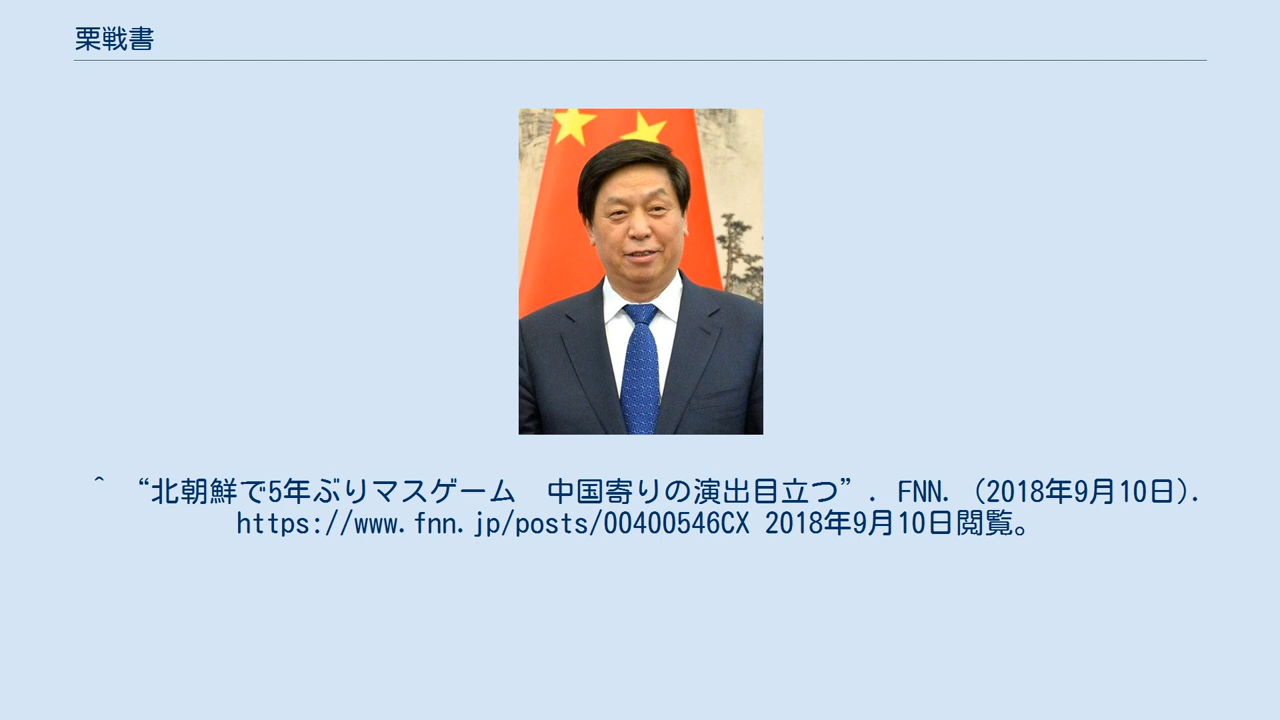 栗戦書
^ “北朝鮮で5年ぶりマスゲーム　中国寄りの演出目立つ”. FNN. (2018年9月10日).
https://www.fnn.jp/posts/00400546CX 2018年9月10日閲覧。